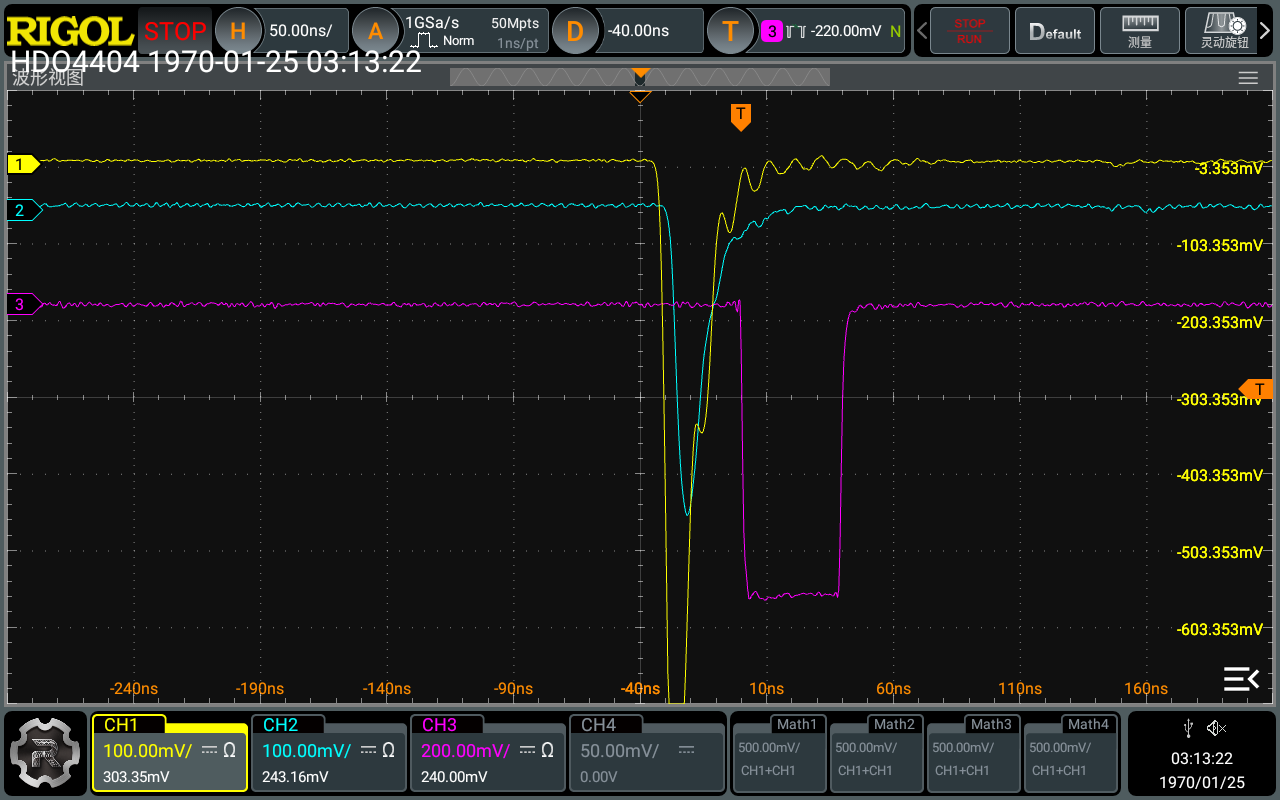 RIGOL STOP H 50.00ns/ A 1GSa/s Norm 50Mpts 1ns/pt D -40.00ns T 3 -220.00mV N STOP RUN Default 测量 灵动旋钮
HDO4404 1970-01-25 03:13:22
波形视图
T
1
-3.353mV
2
-103.353mV
3
-203.353mV
T
-303.353mV
-403.353mV
-503.353mV
-603.353mV
-240ns -190ns -140ns -90ns -40ns 10ns 60ns 110ns 160ns
CH1 CH2 CH3 CH4 Math1 Math2 Math3 Math4
100.00mV/ Ω 100.00mV/ Ω 200.00mV/ Ω 50.00mV/ 500.00mV/ 500.00mV/ 500.00mV/ 500.00mV/
303.35mV 243.16mV 240.00mV 0.00V CH1+CH1 CH1+CH1 CH1+CH1 CH1+CH1
R
03:13:22
1970/01/25